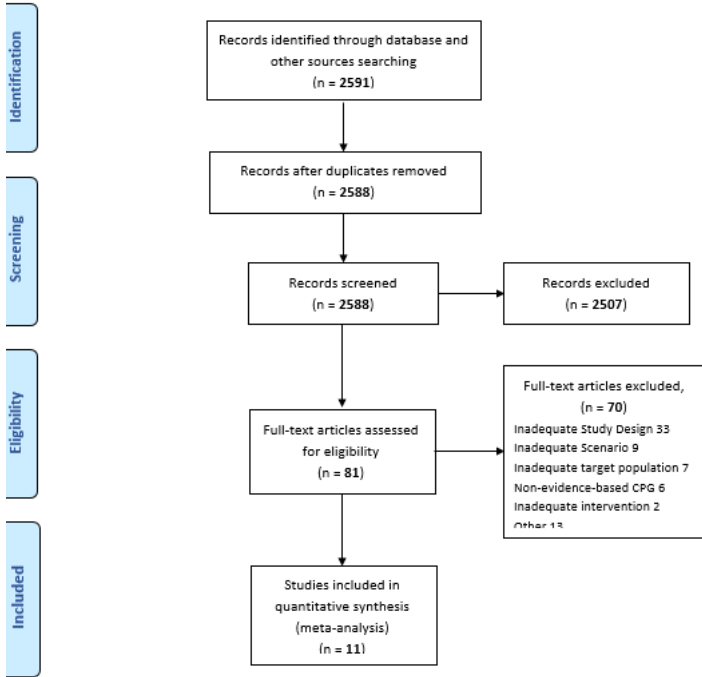 Identification
Records identified through database and
other sources searching
(n = 2591)
Records after duplicates removed
(n = 2588)
Screening
Records screened
(n = 2588)
Records excluded
(n = 2507)
Eligibility
Full-text articles assessed
for eligibility
(n = 81)
Full-text articles excluded,
(n = 70)
Inadequate Study Design 33
Inadequate Scenario 9
Inadequate target population 7
Non-evidence-based CPG 6
Inadequate intervention 2
Other 13
Included
Studies included in
quantitative synthesis
(meta-analysis)
(n = 11)